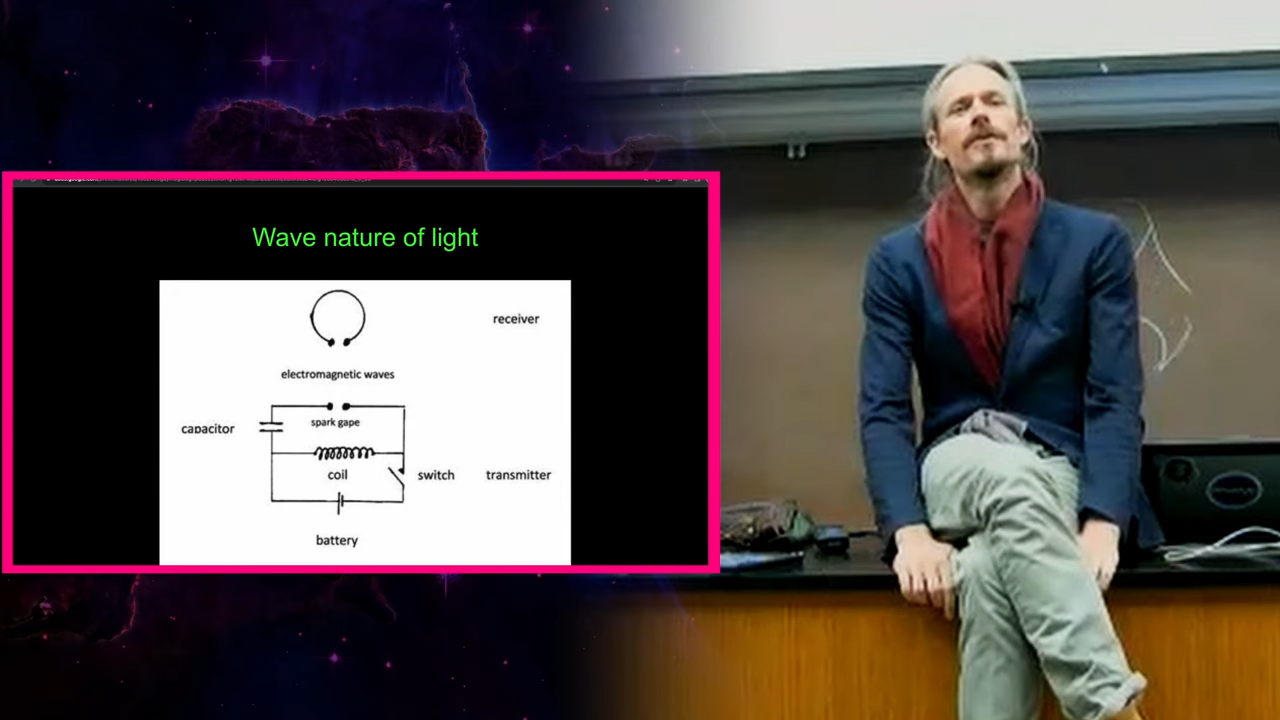 Wave nature of light
receiver
electromagnetic waves
capacitor
spark gape
coil
switch
transmitter
battery